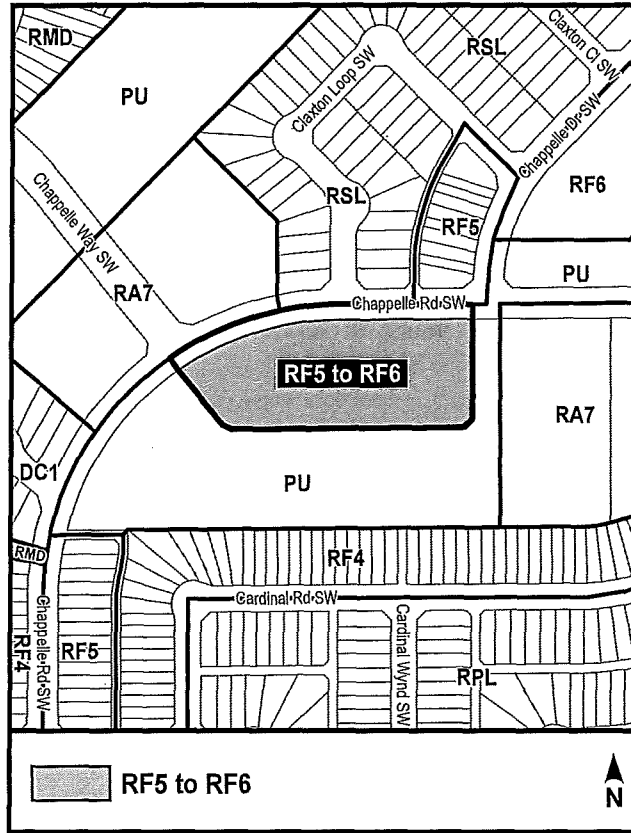 RMD
PU
Claxton Loop SW
RSL
Claxton Cl SW
Chappelle Dr SW
RF6
Chappelle Way SW
RSL
RF5
PU
RA7
Chappelle Rd SW
RF5 to RF6
RA7
DC1
PU
RMD
RF4
Cardinal Rd SW
RF4
Chappelle Rd SW
RF5
Cardinal Wynd SW
RPL
RF5 to RF6
N